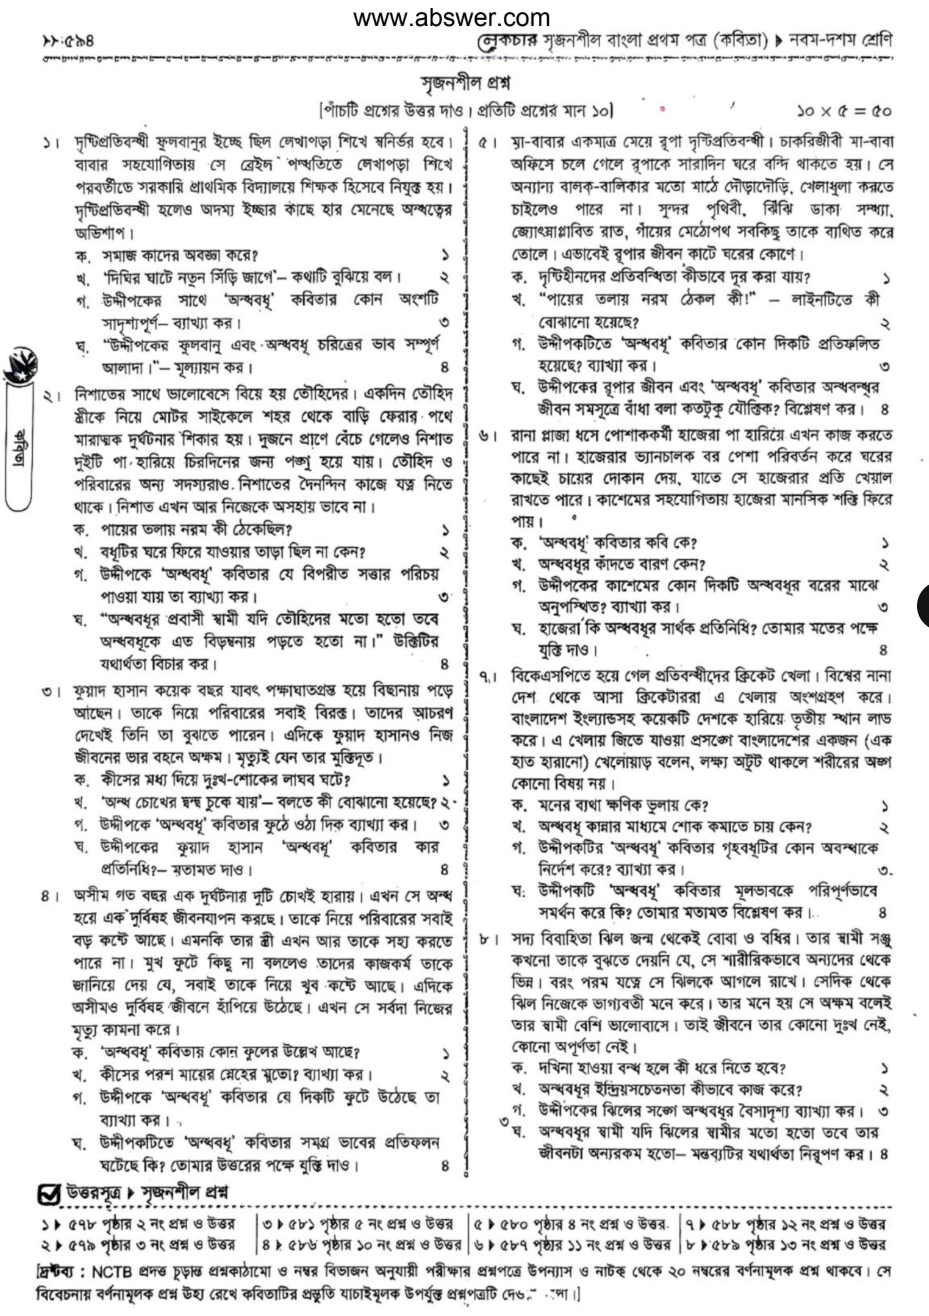 www.abswer.com
১১:৫৯৪
লেকচার সৃজনশীল বাংলা প্রথম পত্র (কবিতা) ▶ নবম-দশম শ্রেণি
সৃজনশীল প্রশ্ন
[পাঁচটি প্রশ্নের উত্তর দাও। প্রতিটি প্রশ্নের মান ১০] ১০ × ৫ = ৫০
১। দৃষ্টিপ্রতিবন্ধী ফুলবানুর ইচ্ছে ছিল লেখাপড়া শিখে স্বনির্ভর হবে।
বাবার সহযোগিতায় সে ব্রেইল পদ্ধতিতে লেখাপড়া শিখে
পরবর্তীতে সরকারি প্রাথমিক বিদ্যালয়ে শিক্ষক হিসেবে নিযুক্ত হয়।
দৃষ্টিপ্রতিবন্ধী হলেও অদম্য ইচ্ছার কাছে হার মেনেছে অন্ধত্বের
অভিশাপ।
ক. সমাজ কাদের অবজ্ঞা করে? ১
খ. ‘দিঘির ঘাটে নতুন সিঁড়ি জাগে’– কথাটি বুঝিয়ে বল। ২
গ. উদ্দীপকের সাথে ‘অন্ধবধূ’ কবিতার কোন অংশটি
সাদৃশ্যপূর্ণ– ব্যাখ্যা কর। ৩
ঘ. “উদ্দীপকের ফুলবানু এবং অন্ধবধূ চরিত্রের ভাব সম্পূর্ণ
আলাদা।”– মূল্যায়ন কর। ৪
২। নিশাতের সাথে ভালোবেসে বিয়ে হয় তৌহিদের। একদিন তৌহিদ
স্ত্রীকে নিয়ে মোটর সাইকেলে শহর থেকে বাড়ি ফেরার পথে
মারাত্মক দুর্ঘটনার শিকার হয়। দুজনে প্রাণে বেঁচে গেলেও নিশাত
দুইটি পা হারিয়ে চিরদিনের জন্য পঙ্গু হয়ে যায়। তৌহিদ ও
পরিবারের অন্য সদস্যরাও নিশাতের দৈনন্দিন কাজে যত্ন নিতে
থাকে। নিশাত এখন আর নিজেকে অসহায় ভাবে না।
ক. পায়ের তলায় নরম কী ঠেকেছিল? ১
খ. বধূটির ঘরে ফিরে যাওয়ার তাড়া ছিল না কেন? ২
গ. উদ্দীপকে ‘অন্ধবধূ’ কবিতার যে বিপরীত সত্তার পরিচয়
পাওয়া যায় তা ব্যাখ্যা কর। ৩
ঘ. “অন্ধবধূর প্রবাসী স্বামী যদি তৌহিদের মতো হতো তবে
অন্ধবধূকে এত বিড়ম্বনায় পড়তে হতো না।” উক্তিটির
যথার্থতা বিচার কর। ৪
৩। ফুয়াদ হাসান কয়েক বছর যাবৎ পক্ষাঘাতগ্রস্ত হয়ে বিছানায় পড়ে
আছেন। তাকে নিয়ে পরিবারের সবাই বিরক্ত। তাদের আচরণ
দেখেই তিনি তা বুঝতে পারেন। এদিকে ফুয়াদ হাসানও নিজ
জীবনের ভার বহনে অক্ষম। মৃত্যুই যেন তার মুক্তিদূত।
ক. কীসের মধ্য দিয়ে দুঃখ-শোকের লাঘব ঘটে? ১
খ. ‘অন্ধ চোখের দ্বন্দ্ব চুকে যায়’– বলতে কী বোঝানো হয়েছে? ২
গ. উদ্দীপকে ‘অন্ধবধূ’ কবিতার ফুঠে ওঠা দিক ব্যাখ্যা কর। ৩
ঘ. উদ্দীপকের ফুয়াদ হাসান ‘অন্ধবধূ’ কবিতার কার
প্রতিনিধি?– মতামত দাও। ৪
৪। অসীম গত বছর এক দুর্ঘটনার দুটি চোখই হারায়। এখন সে অন্ধ
হয়ে এক দুর্বিষহ জীবনযাপন করছে। তাকে নিয়ে পরিবারের সবাই
বড় কষ্টে আছে। এমনকি তার স্ত্রী এখন আর তাকে সহ্য করতে
পারে না। মুখ ফুটে কিছু না বললেও তাদের কাজকর্ম তাকে
জানিয়ে দেয় যে, সবাই তাকে নিয়ে খুব কষ্টে আছে। এদিকে
অসীমও দুর্বিষহ জীবনে হাঁপিয়ে উঠেছে। এখন সে সর্বদা নিজের
মৃত্যু কামনা করে।
ক. ‘অন্ধবধূ’ কবিতায় কোন ফুলের উল্লেখ আছে? ১
খ. কীসের পরশ মায়ের স্নেহের মতো? ব্যাখ্যা কর। ২
গ. উদ্দীপকে ‘অন্ধবধূ’ কবিতার যে দিকটি ফুটে উঠেছে তা
ব্যাখ্যা কর। ৩
ঘ. উদ্দীপকটিতে ‘অন্ধবধূ’ কবিতার সমগ্র ভাবের প্রতিফলন
ঘটেছে কি? তোমার উত্তরের পক্ষে যুক্তি দাও। ৪
৫। মা-বাবার একমাত্র মেয়ে রূপা দৃষ্টিপ্রতিবন্ধী। চাকরিজীবী মা-বাবা
অফিসে চলে গেলে রূপাকে সারাদিন ঘরে বন্দি থাকতে হয়। সে
অন্যান্য বালক-বালিকার মতো মাঠে দৌড়াদৌড়ি, খেলাধুলা করতে
চাইলেও পারে না। সুন্দর পৃথিবী, ঝিঁঝি ডাকা সন্ধ্যা,
জ্যোৎস্নাপ্লাবিত রাত, গাঁয়ের মেঠোপথ সবকিছু তাকে ব্যথিত করে
তোলে। এভাবেই রূপার জীবন কাটে ঘরের কোণে।
ক. দৃষ্টিহীনদের প্রতিবন্ধিতা কীভাবে দূর করা যায়? ১
খ. “পায়ের তলায় নরম ঠেকল কী!” – লাইনটিতে কী
বোঝানো হয়েছে? ২
গ. উদ্দীপকটিতে ‘অন্ধবধূ’ কবিতার কোন দিকটি প্রতিফলিত
হয়েছে? ব্যাখ্যা কর। ৩
ঘ. উদ্দীপকের রূপার জীবন এবং ‘অন্ধবধূ’ কবিতার অন্ধবন্ধুর
জীবন সমসূত্রে বাঁধা বলা কতটুকু যৌক্তিক? বিশ্লেষণ কর। ৪
৬। রানা প্লাজা ধসে পোশাককর্মী হাজেরা পা হারিয়ে এখন কাজ করতে
পারে না। হাজেরার ভ্যানচালক বর পেশা পরিবর্তন করে ঘরের
কাছেই চায়ের দোকান দেয়, যাতে সে হাজেরার প্রতি খেয়াল
রাখতে পারে। কাশেমের সহযোগিতায় হাজেরা মানসিক শক্তি ফিরে
পায়।
ক. ‘অন্ধবধূ’ কবিতার কবি কে? ১
খ. অন্ধবধূর কাঁদতে বারণ কেন? ২
গ. উদ্দীপকের কাশেমের কোন দিকটি অন্ধবধূর বরের মাঝে
অনুপস্থিত? ব্যাখ্যা কর। ৩
ঘ. হাজেরা কি অন্ধবধূর সার্থক প্রতিনিধি? তোমার মতের পক্ষে
যুক্তি দাও। ৪
৭। বিকেএসপিতে হয়ে গেল প্রতিবন্ধীদের ক্রিকেট খেলা। বিশ্বের নানা
দেশ থেকে আসা ক্রিকেটাররা এ খেলায় অংশগ্রহণ করে।
বাংলাদেশ ইংল্যান্ডসহ কয়েকটি দেশকে হারিয়ে তৃতীয় স্থান লাভ
করে। এ খেলায় জিতে যাওয়া প্রসঙ্গে বাংলাদেশের একজন (এক
হাত হারানো) খেলোয়াড় বলেন, লক্ষ্য অটুট থাকলে শরীরের অঙ্গ
কোনো বিষয় নয়।
ক. মনের ব্যথা ক্ষণিক ভুলায় কে? ১
খ. অন্ধবধূ কান্নার মাধ্যমে শোক কমাতে চায় কেন? ২
গ. উদ্দীপকটির ‘অন্ধবধূ’ কবিতার গৃহবধূটির কোন অবস্থাকে
নির্দেশ করে? ব্যাখ্যা কর। ৩
ঘ. উদ্দীপকটি ‘অন্ধবধূ’ কবিতার মূলভাবকে পরিপূর্ণভাবে
সমর্থন করে কি? তোমার মতামত বিশ্লেষণ কর। ৪
৮। সদ্য বিবাহিতা ঝিল জন্ম থেকেই বোবা ও বধির। তার স্বামী সঞ্জু
কখনো তাকে বুঝতে দেয়নি যে, সে শারীরিকভাবে অন্যদের থেকে
ভিন্ন। বরং পরম যত্নে সে ঝিলকে আগলে রাখে। সেদিক থেকে
ঝিল নিজেকে ভাগ্যবতী মনে করে। তার মনে হয় সে অক্ষম বলেই
তার স্বামী বেশি ভালোবাসে। তাই জীবনে তার কোনো দুঃখ নেই,
কোনো অপূর্ণতা নেই।
ক. দখিনা হাওয়া বন্ধ হলে কী ধরে নিতে হবে? ১
খ. অন্ধবধূর ইন্দ্রিয়সচেতনতা কীভাবে কাজ করে? ২
গ. উদ্দীপকের ঝিলের সঙ্গে অন্ধবধূর বৈসাদৃশ্য ব্যাখ্যা কর। ৩
ঘ. অন্ধবধূর স্বামী যদি ঝিলের স্বামীর মতো হতো তবে তার
জীবনটা অন্যরকম হতো– মন্তব্যটির যথার্থতা নিরূপণ কর। ৪
কবিতা
উত্তরসূত্র ▶ সৃজনশীল প্রশ্ন
১ ▶ ৫৭৮ পৃষ্ঠার ২ নং প্রশ্ন ও উত্তর | ৩ ▶ ৫৮১ পৃষ্ঠার ৫ নং প্রশ্ন ও উত্তর | ৫ ▶ ৫৮০ পৃষ্ঠার ৪ নং প্রশ্ন ও উত্তর | ৭ ▶ ৫৮৮ পৃষ্ঠার ১২ নং প্রশ্ন ও উত্তর
২ ▶ ৫৭৯ পৃষ্ঠার ৩ নং প্রশ্ন ও উত্তর | ৪ ▶ ৫৮৬ পৃষ্ঠার ১০ নং প্রশ্ন ও উত্তর | ৬ ▶ ৫৮৭ পৃষ্ঠার ১১ নং প্রশ্ন ও উত্তর | ৮ ▶ ৫৮৯ পৃষ্ঠার ১৩ নং প্রশ্ন ও উত্তর
[দ্রষ্টব্য : NCTB প্রদত্ত চূড়ান্ত প্রশ্নকাঠামো ও নম্বর বিভাজন অনুযায়ী পরীক্ষার প্রশ্নপত্রে উপন্যাস ও নাটক থেকে ২০ নম্বরের বর্ণনামূলক প্রশ্ন থাকবে। সে
বিবেচনায় বর্ণনামূলক প্রশ্ন উহ্য রেখে কবিতাটির প্রস্তুতি যাচাইমূলক উপর্যুক্ত প্রশ্নপত্রটি